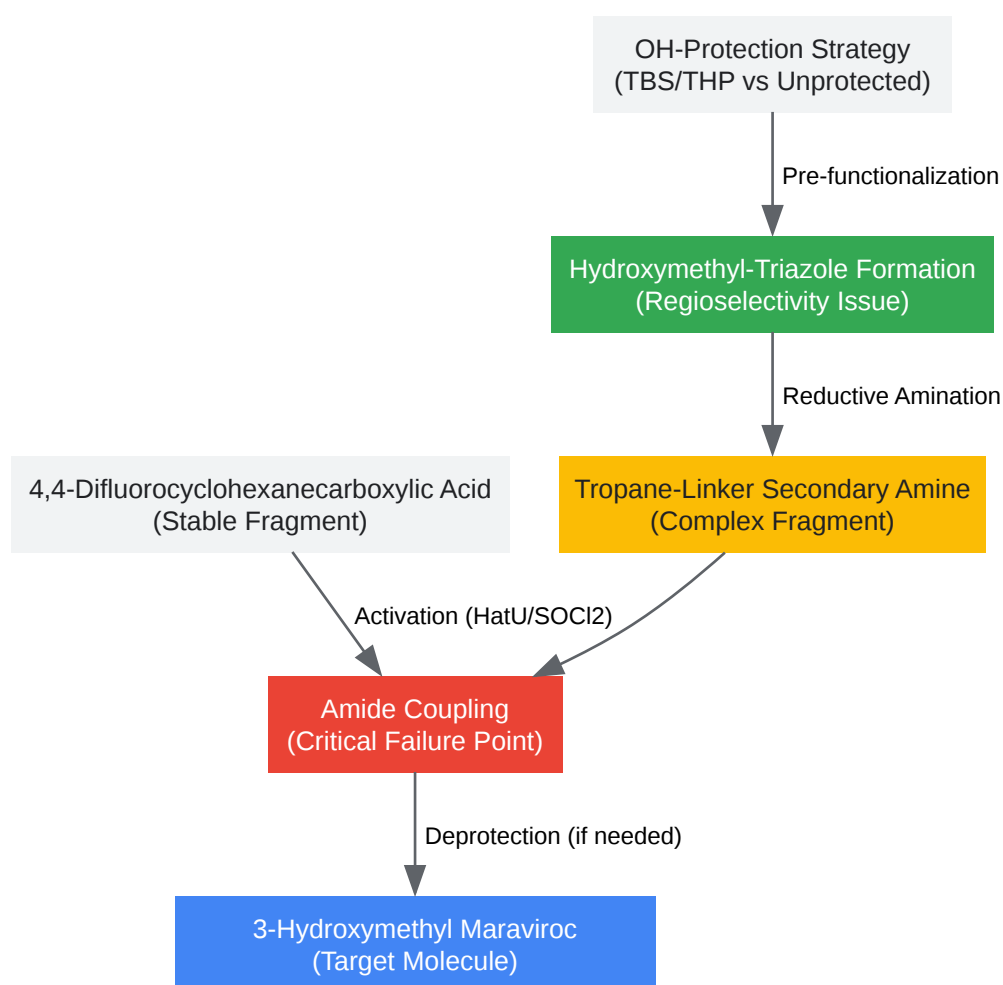 OH-Protection Strategy
(TBS/THP vs Unprotected)
Pre-functionalization
Hydroxymethyl-Triazole Formation
(Regioselectivity Issue)
Reductive Amination
4,4-Difluorocyclohexanecarboxylic Acid
(Stable Fragment)
Tropane-Linker Secondary Amine
(Complex Fragment)
Activation (HatU/SOCl2)
Amide Coupling
(Critical Failure Point)
Deprotection (if needed)
3-Hydroxymethyl Maraviroc
(Target Molecule)